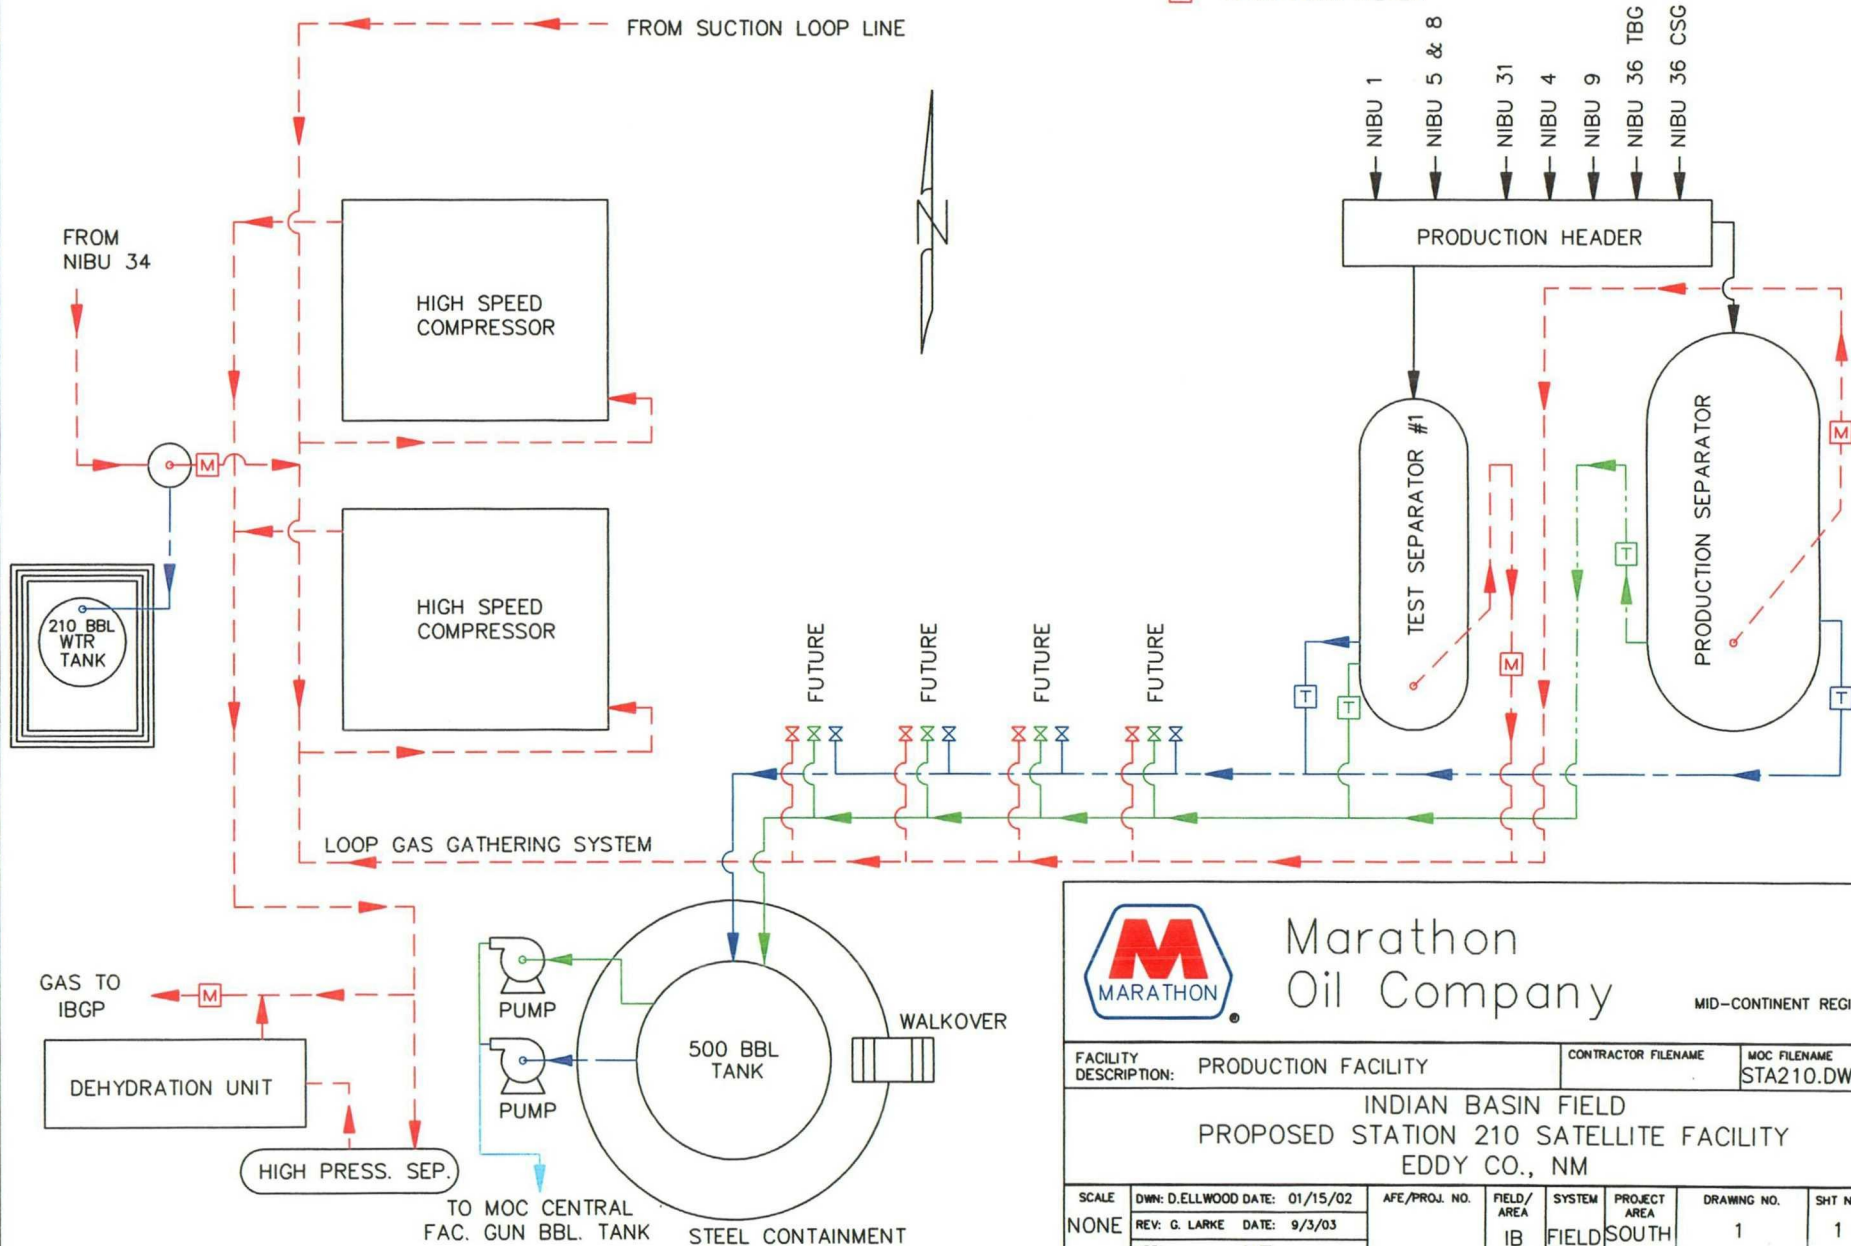 FROM SUCTION LOOP LINE
NIBU 1
NIBU 5 & 8
NIBU 31
NIBU 4
NIBU 9
NIBU 36 TBG
NIBU 36 CSG
PRODUCTION HEADER
FROM
NIBU 34
N
HIGH SPEED
COMPRESSOR
M
M
TEST SEPARATOR #1
PRODUCTION SEPARATOR
T
HIGH SPEED
COMPRESSOR
210 BBL
WTR
TANK
FUTURE
FUTURE
FUTURE
FUTURE
M
T
T
T
LOOP GAS GATHERING SYSTEM
GAS TO
IBGP
M
PUMP
PUMP
500 BBL
TANK
WALKOVER
DEHYDRATION UNIT
HIGH PRESS. SEP.
TO MOC CENTRAL
FAC. GUN BBL. TANK
STEEL CONTAINMENT
M
MARATHON
®
Marathon
Oil Company
MID-CONTINENT REGI
FACILITY
DESCRIPTION:
PRODUCTION FACILITY
CONTRACTOR FILENAME
MOC FILENAME
STA210.DW
INDIAN BASIN FIELD
PROPOSED STATION 210 SATELLITE FACILITY
EDDY CO., NM
SCALE
NONE
DWN: D.ELLWOOD DATE: 01/15/02
REV: G. LARKE DATE: 9/3/03
AFE/PROJ. NO.
FIELD/
AREA
IB
SYSTEM
FIELD
PROJECT
AREA
SOUTH
DRAWING NO.
1
SHT N
1